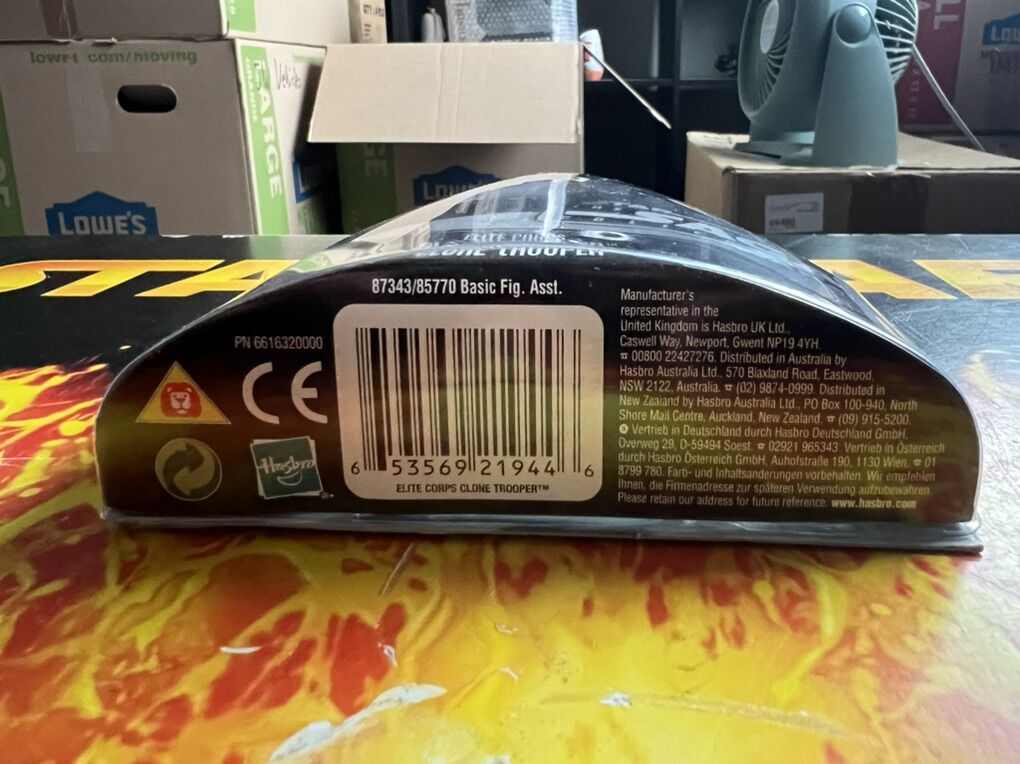 lowes.com/moving
LARGE
GRANDE
Vehicles
LOWE'S
STA
ELITE CORPS
CLONE TROOPER™
87343/85770 Basic Fig. Asst.
PN 6616320000
CE
Hasbro
6 53569 21944 6
ELITE CORPS CLONE TROOPER™
Manufacturer's
representative in the
United Kingdom is Hasbro UK Ltd.,
Caswell Way, Newport, Gwent NP19 4YH.
☎ 00800 22427276. Distributed in Australia by
Hasbro Australia Ltd., 570 Blaxland Road, Eastwood,
NSW 2122, Australia. ☎ (02) 9874-0999. Distributed in
New Zealand by Hasbro Australia Ltd., PO Box 100-940, North
Shore Mail Centre, Auckland, New Zealand. ☎ (09) 915-5200.
D Vertrieb in Deutschland durch Hasbro Deutschland GmbH,
Overweg 29, D-59494 Soest. ☎ 02921 965343. Vertrieb in Österreich
durch Hasbro Österreich GmbH, Auhofstraße 190, 1130 Wien. ☎ 01
8799 780. Farb- und Inhaltsänderungen vorbehalten. Wir empfehlen
Ihnen, die Firmenadresse zur späteren Verwendung aufzubewahren.
Please retain our address for future reference. www.hasbro.com